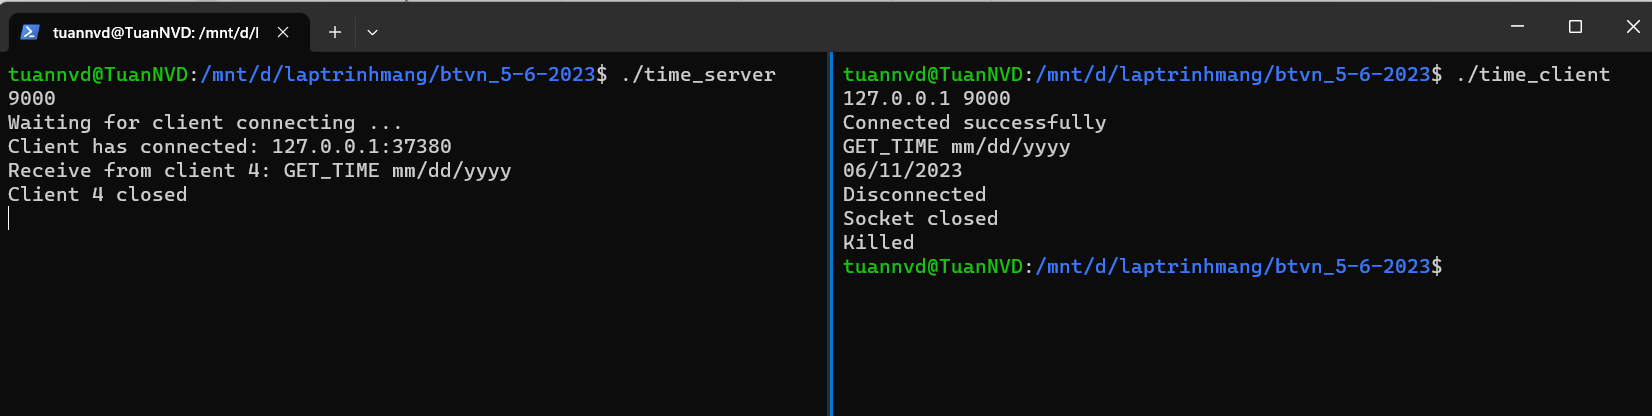 tuannvd@TuanNVD: /mnt/d/l
tuannvd@TuanNVD:/mnt/d/laptrinhmang/btvn_5-6-2023$ ./time_server
9000
Waiting for client connecting ...
Client has connected: 127.0.0.1:37380
Receive from client 4: GET_TIME mm/dd/yyyy
Client 4 closed
tuannvd@TuanNVD:/mnt/d/laptrinhmang/btvn_5-6-2023$ ./time_client
127.0.0.1 9000
Connected successfully
GET_TIME mm/dd/yyyy
06/11/2023
Disconnected
Socket closed
Killed
tuannvd@TuanNVD:/mnt/d/laptrinhmang/btvn_5-6-2023$